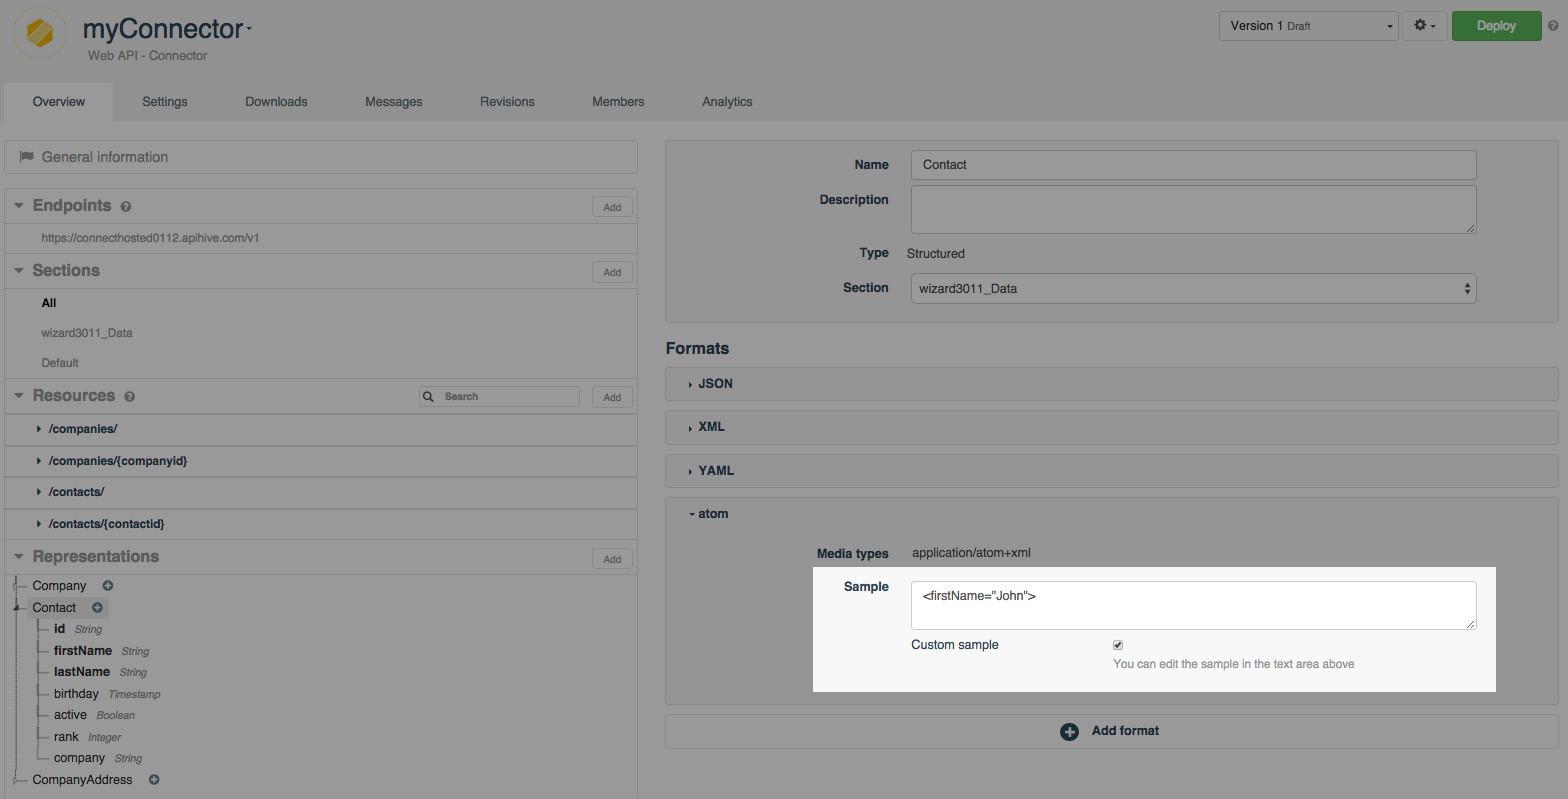 myConnector
Web API - Connector
Version 1 Draft
Deploy
Overview
Settings
Downloads
Messages
Revisions
Members
Analytics
General information
Endpoints
Add
https://connecthosted0112.apihive.com/v1
Sections
Add
All
wizard3011_Data
Default
Resources
Search
Add
/companies/
/companies/{companyid}
/contacts/
/contacts/{contactid}
Representations
Add
Company
Contact
id String
firstName String
lastName String
birthday Timestamp
active Boolean
rank Integer
company String
CompanyAddress
Name Contact
Description
Type Structured
Section wizard3011_Data
Formats
JSON
XML
YAML
atom
Media types application/atom+xml
Sample <firstName="John">
Custom sample
You can edit the sample in the text area above
Add format